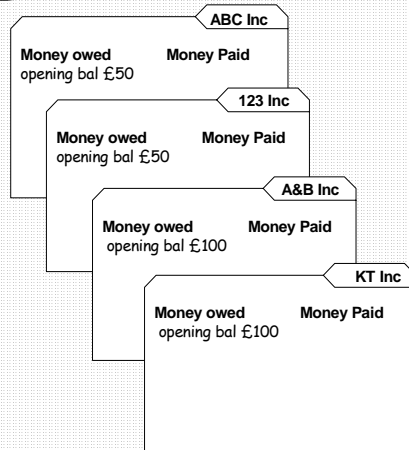 ABC Inc
Money owed Money Paid
opening bal £50
123 Inc
Money owed Money Paid
opening bal £50
A&B Inc
Money owed Money Paid
opening bal £100
KT Inc
Money owed Money Paid
opening bal £100